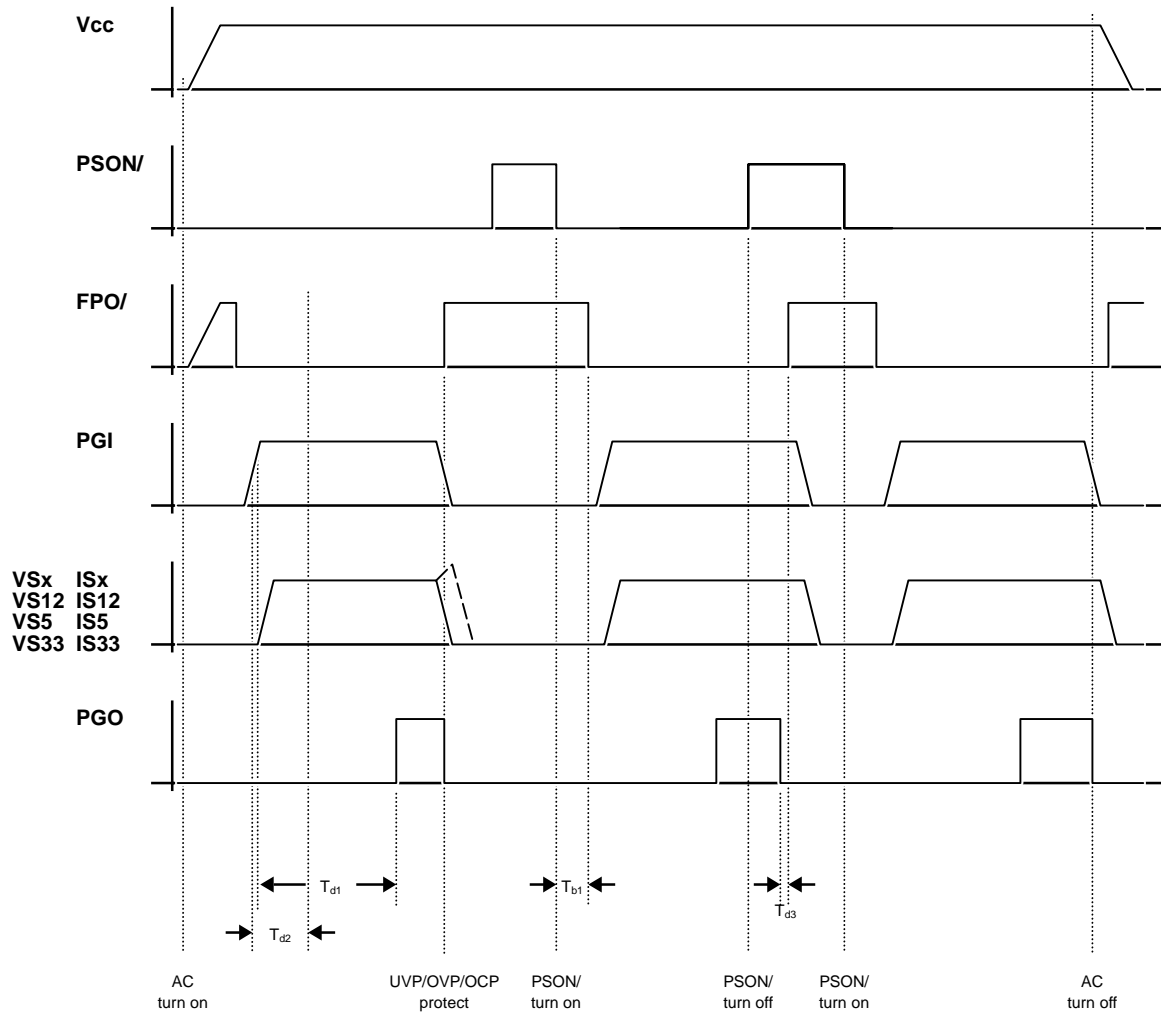 Vcc
PSON/
FPO/
PGI
VSx ISx
VS12 IS12
VS5 IS5
VS33 IS33
PGO
Td1
Tb1
Td3
Td2
AC
turn on
UVP/OVP/OCP
protect
PSON/
turn on
PSON/
turn off
PSON/
turn on
AC
turn off